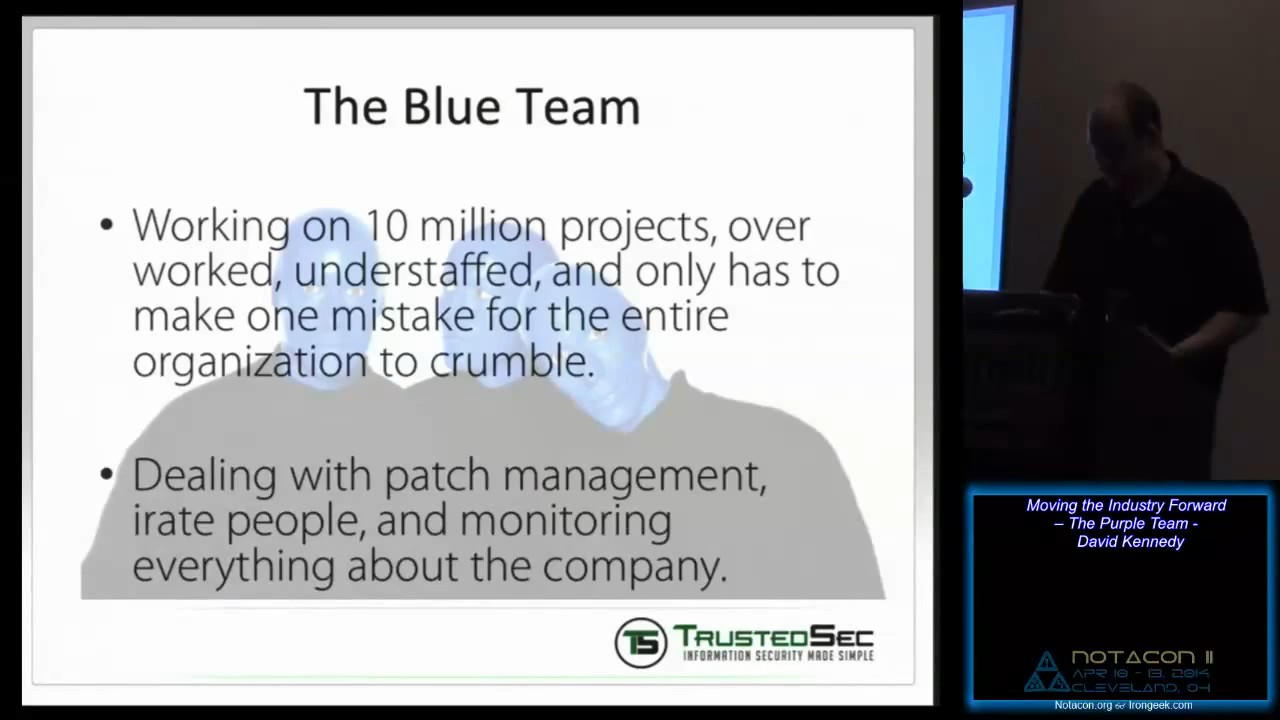 The Blue Team
• Working on 10 million projects, over
worked, understaffed, and only has to
make one mistake for the entire
organization to crumble.
• Dealing with patch management,
irate people, and monitoring
everything about the company.
TS TRUSTEDSEC
INFORMATION SECURITY MADE SIMPLE
Moving the Industry Forward
– The Purple Team -
David Kennedy
NOTACON 11
APR 10 - 13, 2014
CLEVELAND, OH
Notacon.org or Irongeek.com